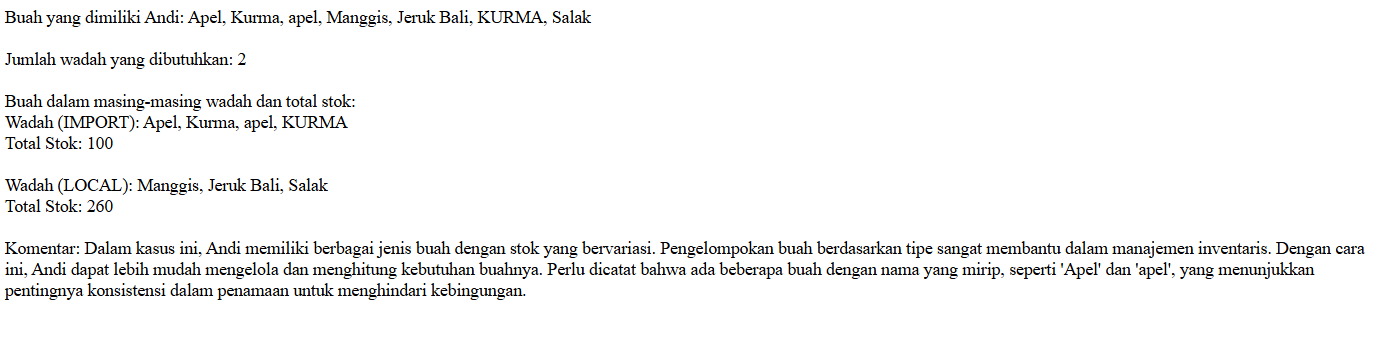 Buah yang dimiliki Andi: Apel, Kurma, apel, Manggis, Jeruk Bali, KURMA, Salak
Jumlah wadah yang dibutuhkan: 2
Buah dalam masing-masing wadah dan total stok:
Wadah (IMPORT): Apel, Kurma, apel, KURMA
Total Stok: 100
Wadah (LOCAL): Manggis, Jeruk Bali, Salak
Total Stok: 260
Komentar: Dalam kasus ini, Andi memiliki berbagai jenis buah dengan stok yang bervariasi. Pengelompokan buah berdasarkan tipe sangat membantu dalam manajemen inventaris. Dengan cara
ini, Andi dapat lebih mudah mengelola dan menghitung kebutuhan buahnya. Perlu dicatat bahwa ada beberapa buah dengan nama yang mirip, seperti 'Apel' dan 'apel', yang menunjukkan
pentingnya konsistensi dalam penamaan untuk menghindari kebingungan.